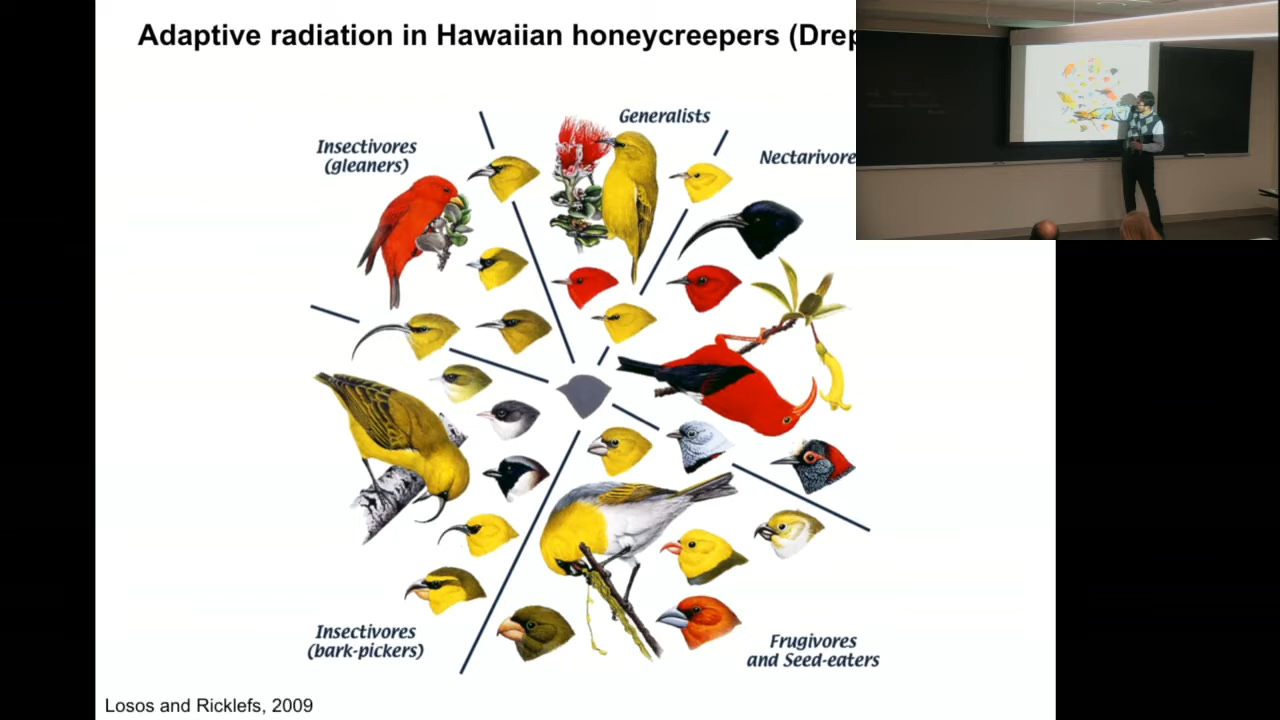 Adaptive radiation in Hawaiian honeycreepers (Drep
Generalists
Insectivores
(gleaners)
Nectarivore
Insectivores
(bark-pickers)
Frugivores
and Seed-eaters
Losos and Ricklefs, 2009